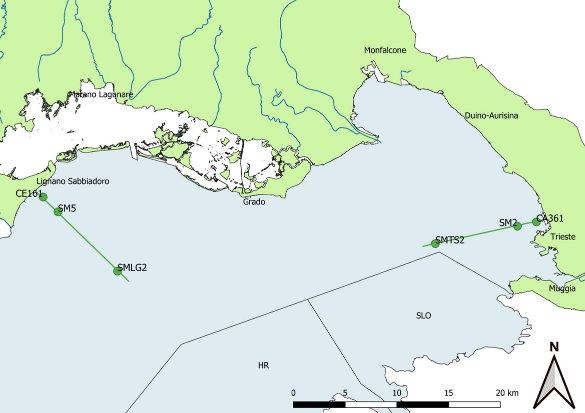 Monfalcone
Marano Lagunare
Duino-Aurisina
Lignano Sabbiadoro
CE161
SM5
Grado
CA361
SM2
Trieste
SMTS2
SMLG2
Muggia
SLO
HR
N
0 5 10 15 20 km